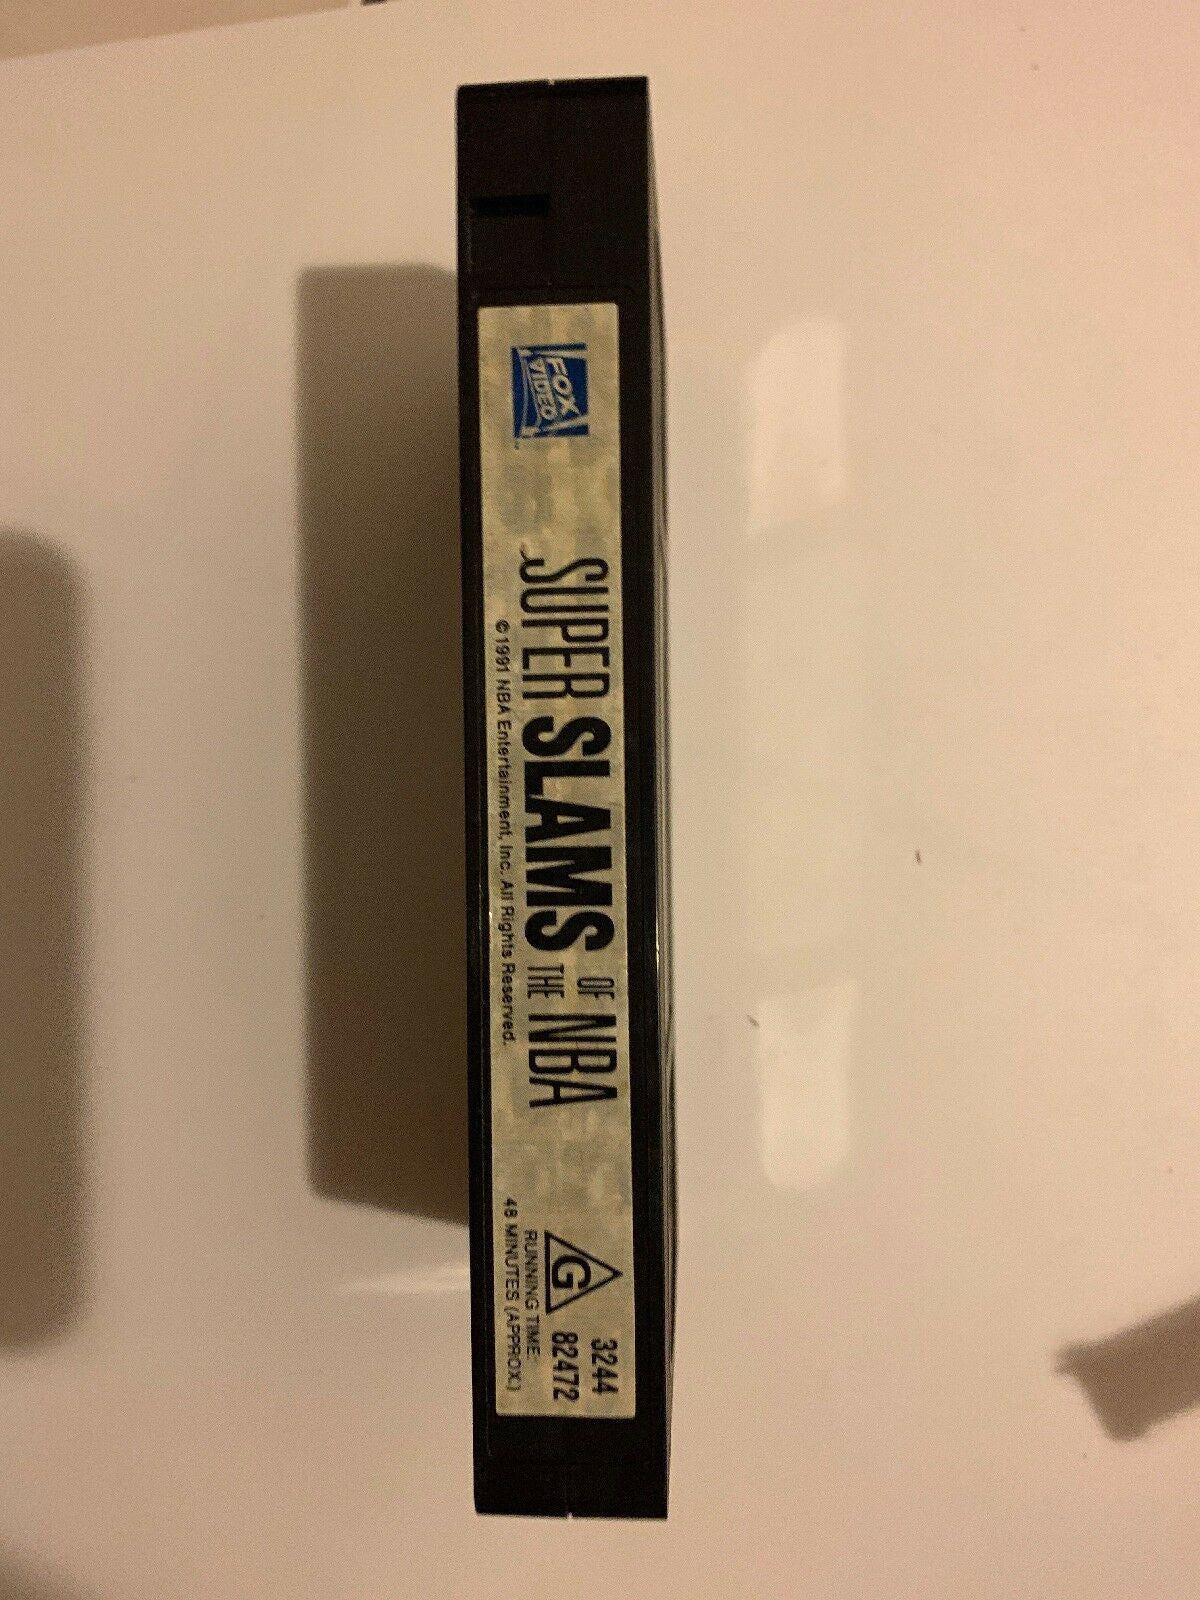 FOX
VIDEO
SUPER SLAMS OF THE NBA
©1991 NBA Entertainment, Inc. All Rights Reserved.
G
3244
82472
RUNNING TIME:
48 MINUTES (APPROX.)